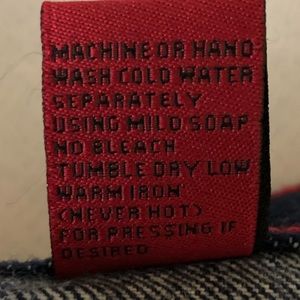 MACHINE OR HAND
WASH COLD WATER
SEPARATELY
USING MILD SOAP
NO BLEACH
TUMBLE DRY LOW
WARM IRON
(NEVER HOT)
FOR PRESSING IF
DESIRED